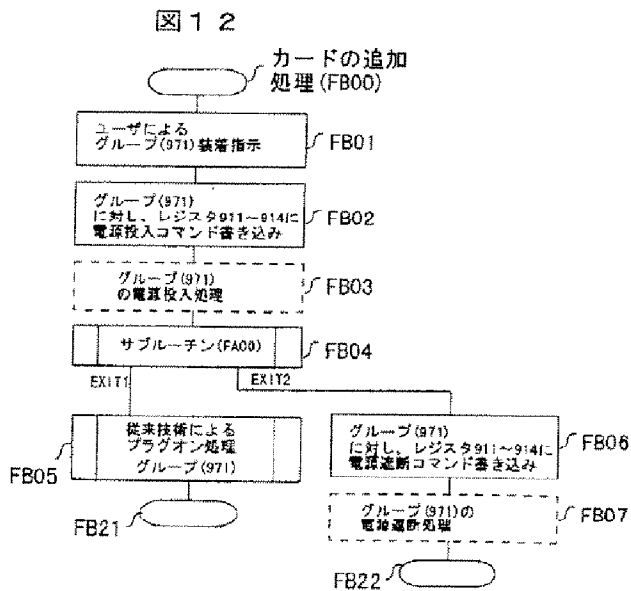 図12
カードの追加
処理(FB00)
ユーザによる
グループ(971)装着指示
FB01
グループ(971)
に対し、レジスタ911〜914に
電源投入コマンド書き込み
FB02
グループ(971)
の電源投入処理
FB03
サブルーチン(FA00)
FB04
EXIT1
EXIT2
従来技術による
プラグオン処理
グループ(971)
FB05
FB21
グループ(971)
に対し、レジスタ911〜914に
電源遮断コマンド書き込み
FB06
グループ(971)の
電源遮断処理
FB07
FB22